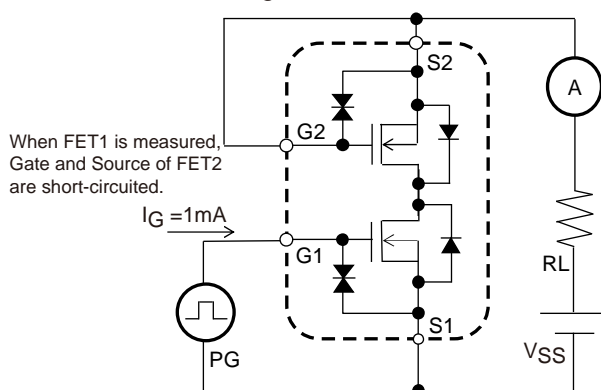 S2
A
When FET1 is measured,
Gate and Source of FET2
are short-circuited.
G2
IG =1mA
G1
RL
S1
PG
VSS